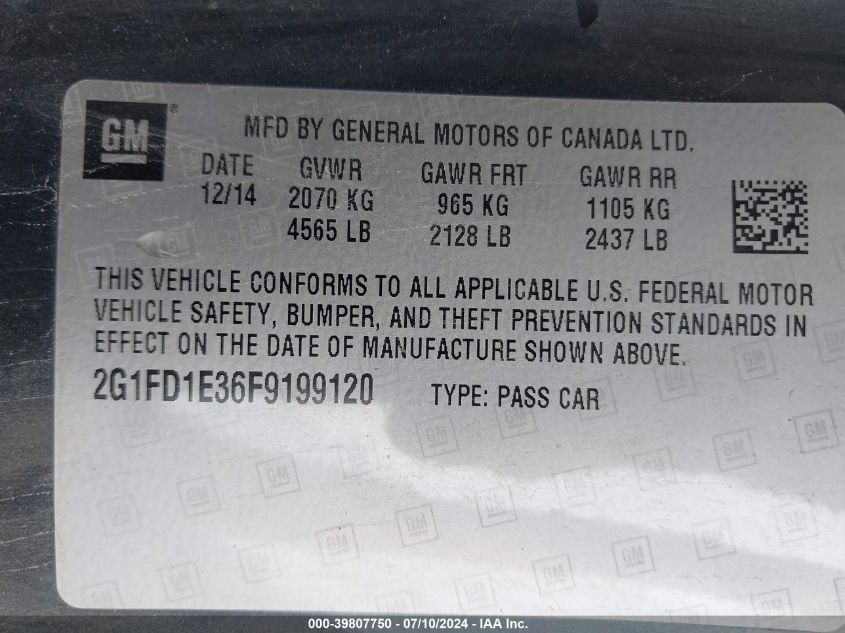 GM ®
MFD BY GENERAL MOTORS OF CANADA LTD.
DATE GVWR GAWR FRT GAWR RR
12/14 2070 KG 965 KG 1105 KG
4565 LB 2128 LB 2437 LB
THIS VEHICLE CONFORMS TO ALL APPLICABLE U.S. FEDERAL MOTOR
VEHICLE SAFETY, BUMPER, AND THEFT PREVENTION STANDARDS IN
EFFECT ON THE DATE OF MANUFACTURE SHOWN ABOVE.
2G1FD1E36F9199120 TYPE: PASS CAR
000-39807750 - 07/10/2024 - IAA Inc.